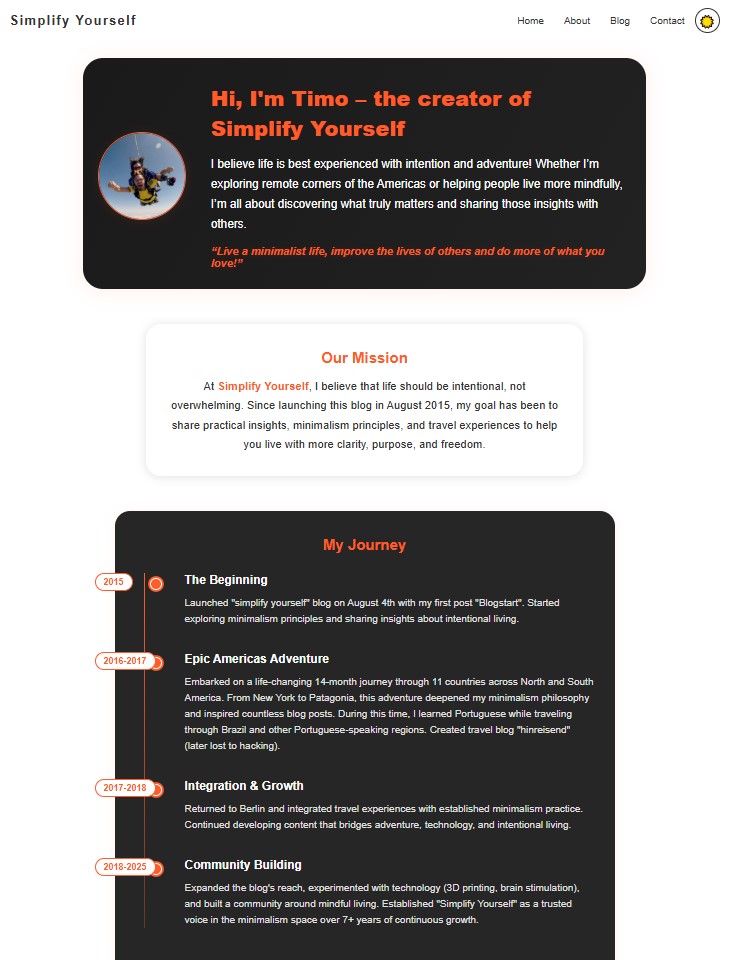 Simplify Yourself
Home About Blog Contact
Hi, I'm Timo – the creator of
Simplify Yourself
I believe life is best experienced with intention and adventure! Whether I'm
exploring remote corners of the Americas or helping people live more mindfully,
I'm all about discovering what truly matters and sharing those insights with
others.
“Live a minimalist life, improve the lives of others and do more of what you
love!”
Our Mission
At Simplify Yourself, I believe that life should be intentional, not
overwhelming. Since launching this blog in August 2015, my goal has been to
share practical insights, minimalism principles, and travel experiences to help
you live with more clarity, purpose, and freedom.
My Journey
2015
The Beginning
Launched "simplify yourself" blog on August 4th with my first post "Blogstart". Started
exploring minimalism principles and sharing insights about intentional living.
2016-2017
Epic Americas Adventure
Embarked on a life-changing 14-month journey through 11 countries across North and South
America. From New York to Patagonia, this adventure deepened my minimalism philosophy
and inspired countless blog posts. During this time, I learned Portuguese while traveling
through Brazil and other Portuguese-speaking regions. Created travel blog "hinreisend"
(later lost to hacking).
2017-2018
Integration & Growth
Returned to Berlin and integrated travel experiences with established minimalism practice.
Continued developing content that bridges adventure, technology, and intentional living.
2018-2025
Community Building
Expanded the blog's reach, experimented with technology (3D printing, brain stimulation),
and built a community around mindful living. Established "Simplify Yourself" as a trusted
voice in the minimalism space over 7+ years of continuous growth.